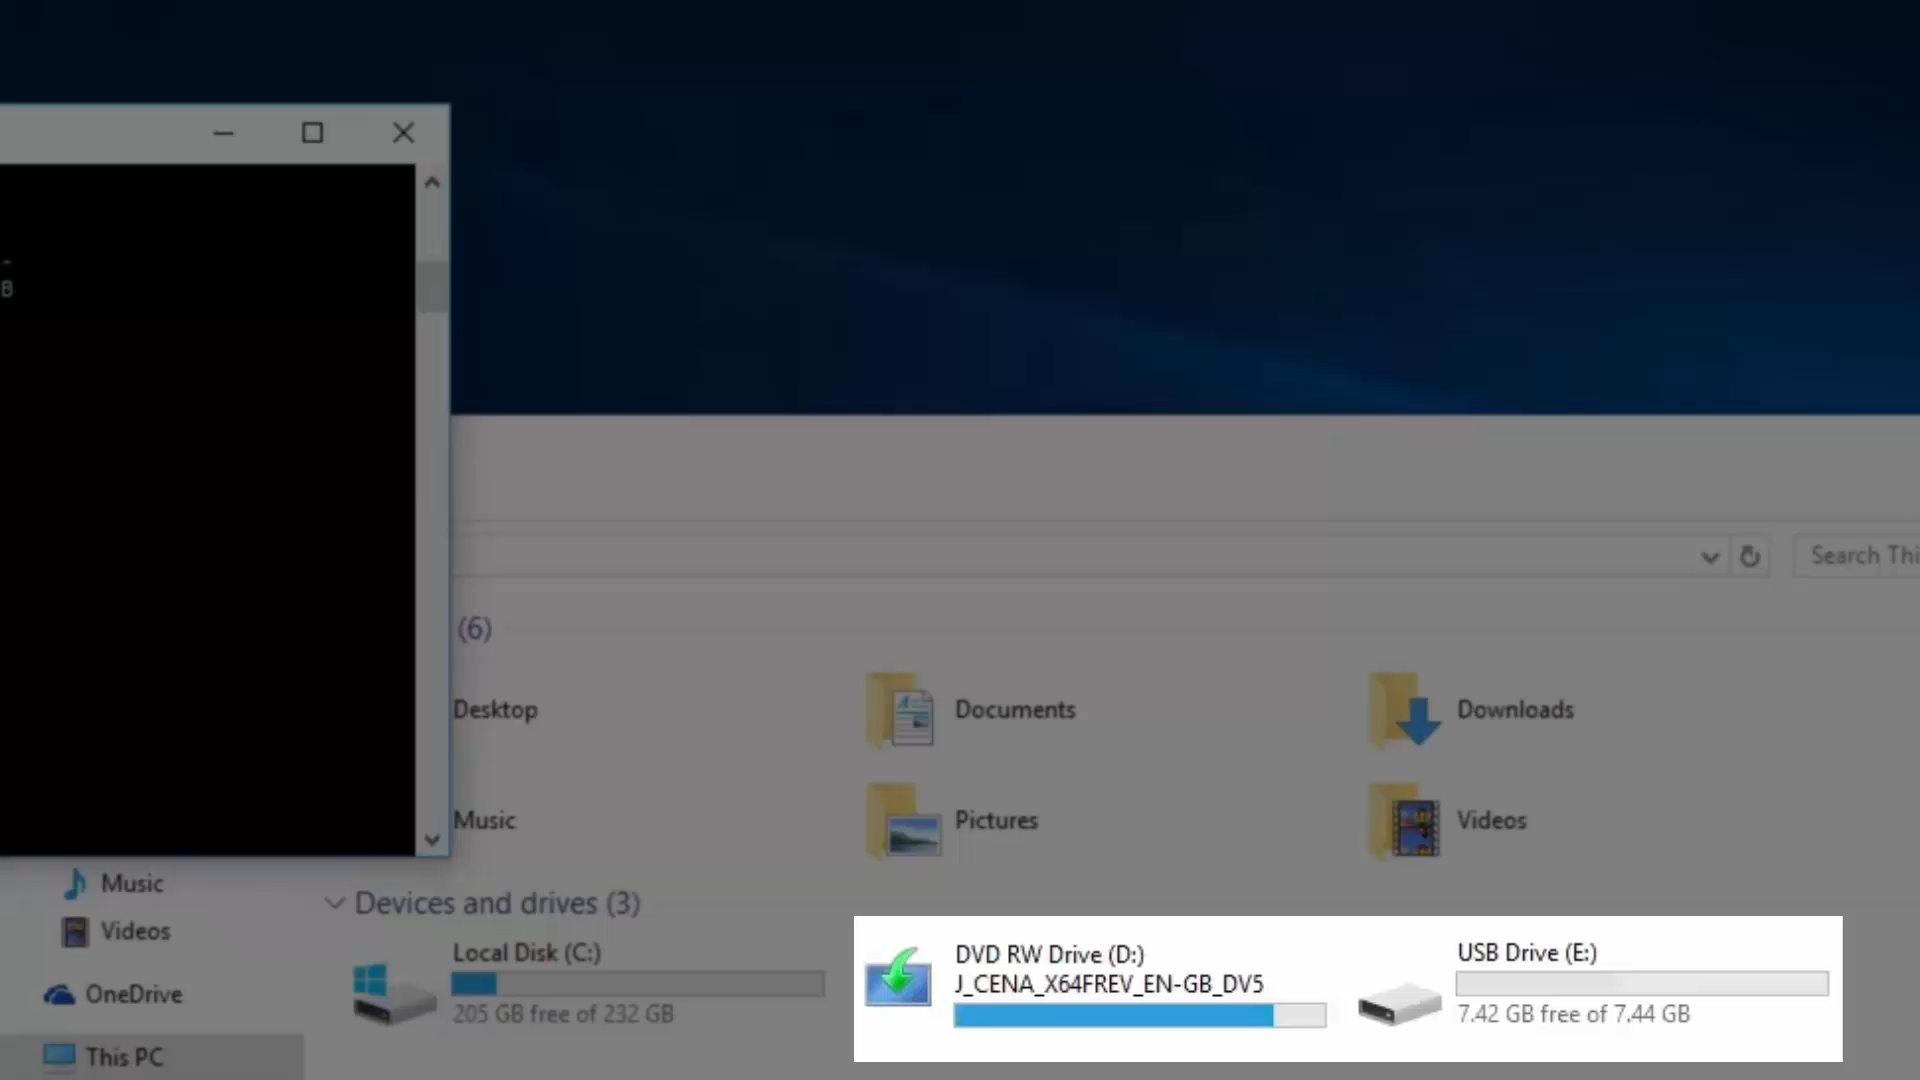 -
B
Search Thi
(6)
Desktop
Documents
Downloads
Music
Pictures
Videos
Music
Videos
OneDrive
This PC
Devices and drives (3)
Local Disk (C:)
205 GB free of 232 GB
DVD RW Drive (D:)
J_CENA_X64FREV_EN-GB_DV5
USB Drive (E:)
7.42 GB free of 7.44 GB